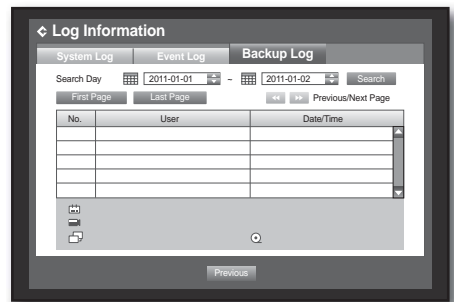 Log Information
System Log Event Log Backup Log
Search Day 2011-01-01 ~ 2011-01-02 Search
First Page Last Page Previous/Next Page
No. User Date/Time
Previous